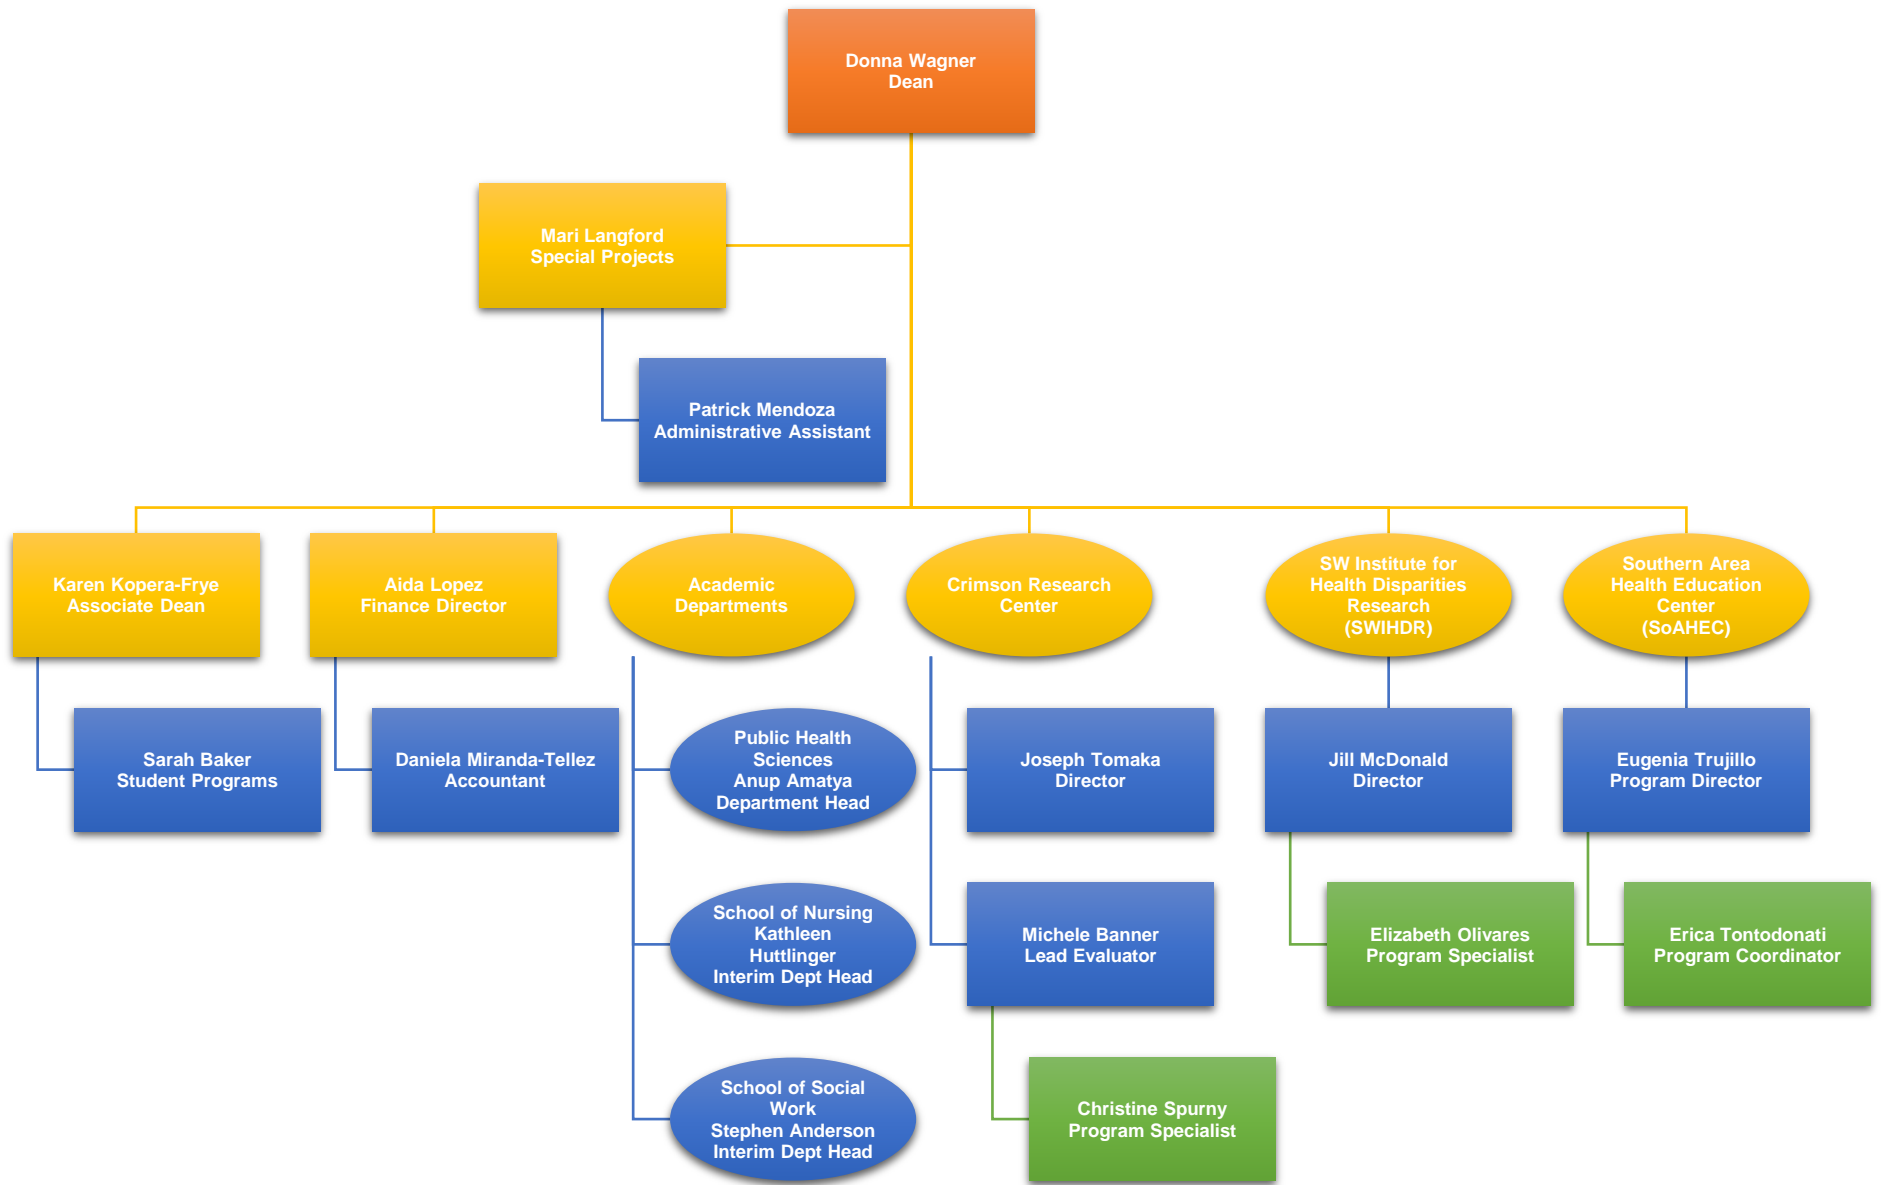 Donna Wagner
Dean
Mari Langford
Special Projects
Patrick Mendoza
Administrative Assistant
Karen Kopera-Frye
Associate Dean
Aida Lopez
Finance Director
Academic
Departments
Crimson Research
Center
SW Institute for
Health Disparities
Research
(SWIHDR)
Southern Area
Health Education
Center
(SoAHEC)
Sarah Baker
Student Programs
Daniela Miranda-Tellez
Accountant
Public Health
Sciences
Anup Amatya
Department Head
Joseph Tomaka
Director
Jill McDonald
Director
Eugenia Trujillo
Program Director
School of Nursing
Kathleen
Huttlinger
Interim Dept Head
Michele Banner
Lead Evaluator
Elizabeth Olivares
Program Specialist
Erica Tontodonati
Program Coordinator
School of Social
Work
Stephen Anderson
Interim Dept Head
Christine Spurny
Program Specialist